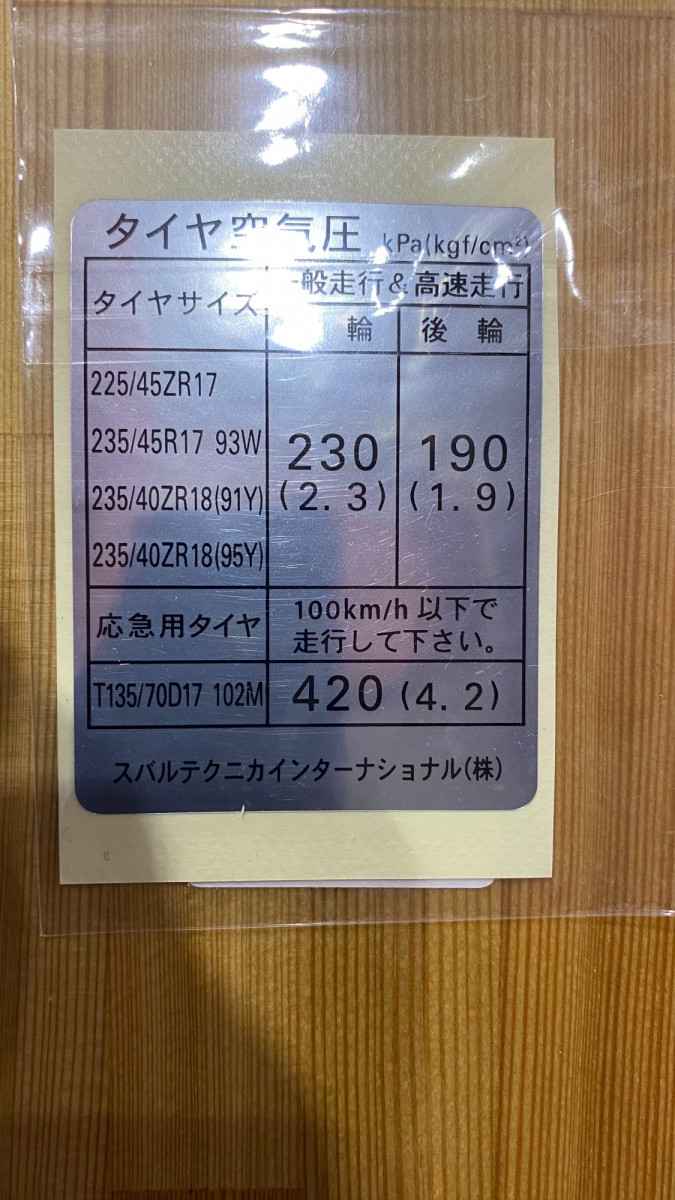 タイヤ空気圧 kPa(kgf/cm²)
タイヤサイズ
般走行&高速走行
輪 後輪
225/45ZR17
235/45R17 93W
235/40ZR18(91Y)
235/40ZR18(95Y)
230 190
(2.3) (1.9)
応急用タイヤ
100km/h以下で
走行して下さい。
T135/70D17 102M 420 (4.2)
スバルテクニカインターナショナル(株)